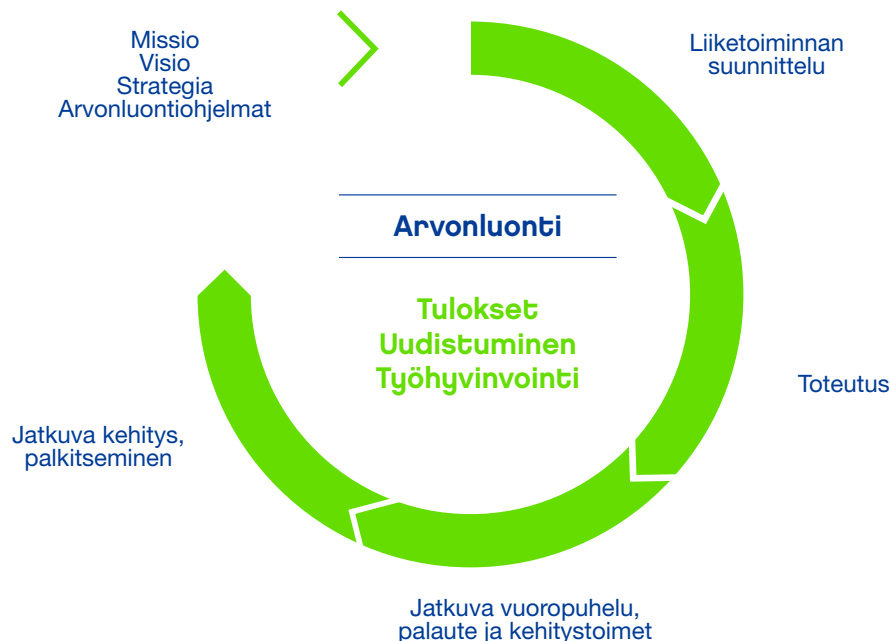 Missio
Visio
Strategia
Arvonluontiohjelmat
Liiketoiminnan
suunnittelu
Arvonluonti
Tulokset
Uudistuminen
Työhyvinvointi
Toteutus
Jatkuva kehitys,
palkitseminen
Jatkuva vuoropuhelu,
palaute ja kehitystoimet